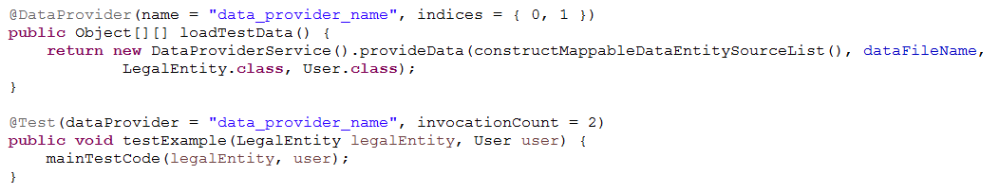 @DataProvider(name = "data_provider_name", indices = { 0, 1 })
public Object[][] loadTestData() {
    return new DataProviderService().provideData(constructMappableDataEntitySourceList(), dataFileName,
            LegalEntity.class, User.class);
}

@Test(dataProvider = "data_provider_name", invocationCount = 2)
public void testExample(LegalEntity legalEntity, User user) {
    mainTestCode(legalEntity, user);
}